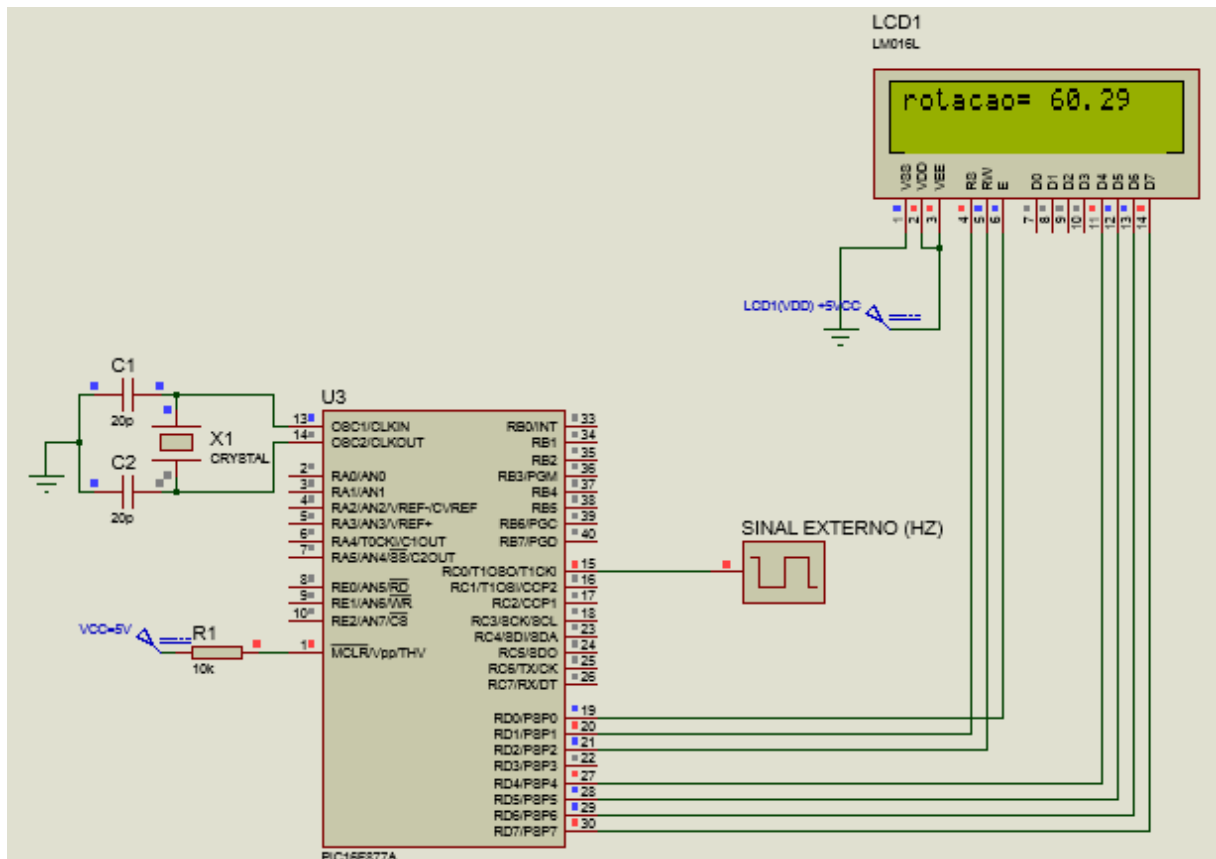 LCD1
LM016L
rotacao= 60.29
VSS
VDD
VEE
RS
RW
E
D0
D1
D2
D3
D4
D5
D6
D7
1
2
3
4
5
6
7
8
9
10
11
12
13
14
LCD1(VDD) +5VCC
C1
20p
X1
CRYSTAL
C2
20p
U3
13 OSC1/CLKIN
14 OSC2/CLKOUT
2 RA0/AN0
3 RA1/AN1
4 RA2/AN2/VREF-/CVREF
5 RA3/AN3/VREF+
6 RA4/T0CKI/C1OUT
7 RA5/AN4/SS/C2OUT
8 RE0/AN5/RD
9 RE1/AN6/WR
10 RE2/AN7/CS
1 MCLR/Vpp/THV
RB0/INT 33
RB1 34
RB2 35
RB3/PGM 36
RB4 37
RB5 38
RB6/PGC 39
RB7/PGD 40
RC0/T1OSO/T1CKI 15
RC1/T1OSI/CCP2 16
RC2/CCP1 17
RC3/SCK/SCL 18
RC4/SDI/SDA 23
RC5/SDO 24
RC6/TX/CK 25
RC7/RX/DT 26
RD0/PSP0 19
RD1/PSP1 20
RD2/PSP2 21
RD3/PSP3 22
RD4/PSP4 27
RD5/PSP5 28
RD6/PSP6 29
RD7/PSP7 30
SINAL EXTERNO (HZ)
VCC=5V
R1
10k
PIC16F877A